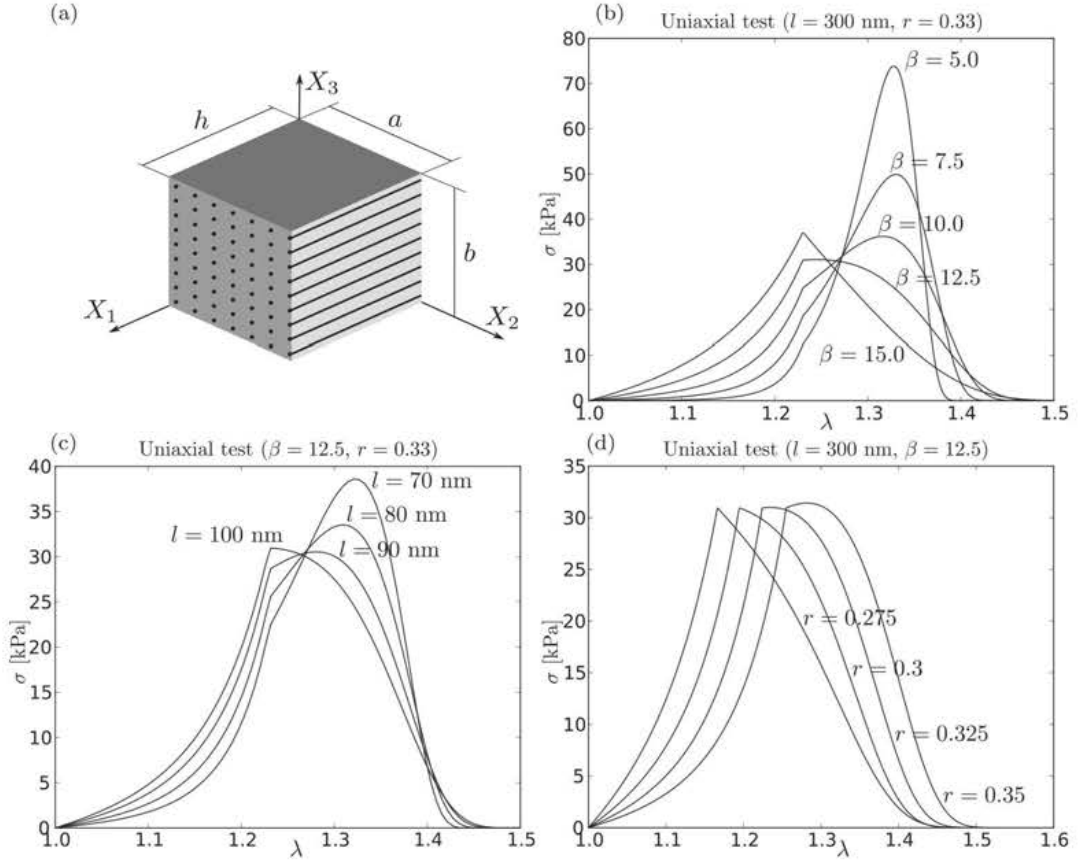 (a)
X₃
h
a
b
X₁
X₂
(b)
Uniaxial test (l = 300 nm, r = 0.33)
80
70
60
50
40
30
20
10
0
σ [kPa]
β = 5.0
β = 7.5
β = 10.0
β = 12.5
β = 15.0
1.0 1.1 1.2 1.3 1.4 1.5
λ
(c)
Uniaxial test (β = 12.5, r = 0.33)
40
35
30
25
20
15
10
5
0
σ [kPa]
l = 70 nm
l = 80 nm
l = 100 nm
l = 90 nm
1.0 1.1 1.2 1.3 1.4 1.5
λ
(d)
Uniaxial test (l = 300 nm, β = 12.5)
35
30
25
20
15
10
5
0
σ [kPa]
r = 0.275
r = 0.3
r = 0.325
r = 0.35
1.0 1.1 1.2 1.3 1.4 1.5 1.6
λ